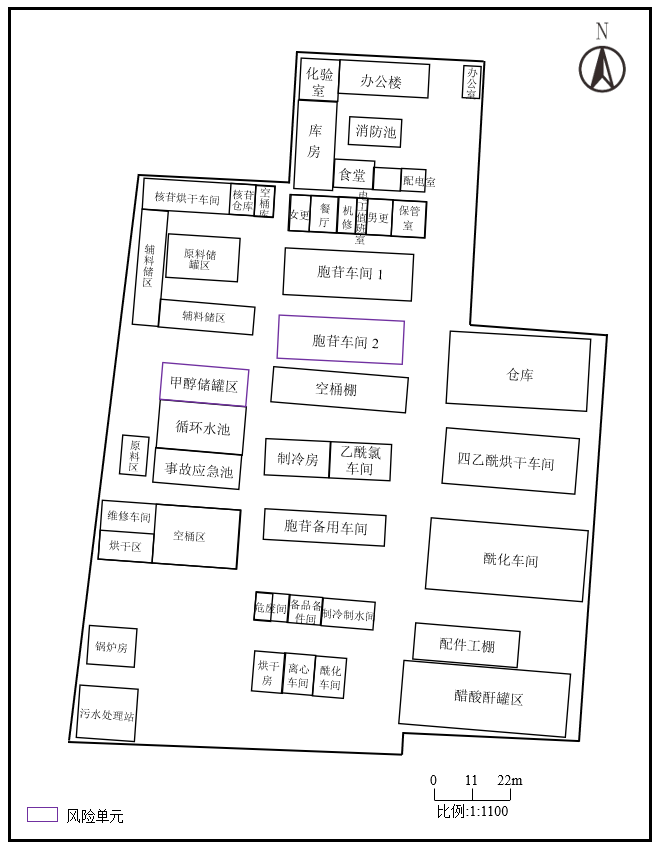 N
化验
室
办公楼
办
公
室
库
房
消防池
食堂
配电室
核苷烘干车间
核苷
仓库
空
桶
库
女更
餐
厅
机
修
电
工
值
班
室
男更
保管
室
辅
料
储
区
原料储
罐区
胞苷车间 1
辅料储区
胞苷车间 2
仓库
甲醇储罐区
空桶棚
循环水池
原
料
区
事故应急池
制冷房
乙酰氯
车间
四乙酰烘干车间
维修车间
烘干区
空桶区
胞苷备用车间
酰化车间
危废间
备品备
件间
制冷制水间
锅炉房
烘干
房
离心
车间
酰化
车间
配件工棚
醋酸酐罐区
污水处理站
0 11 22m
比例:1:1100
风险单元